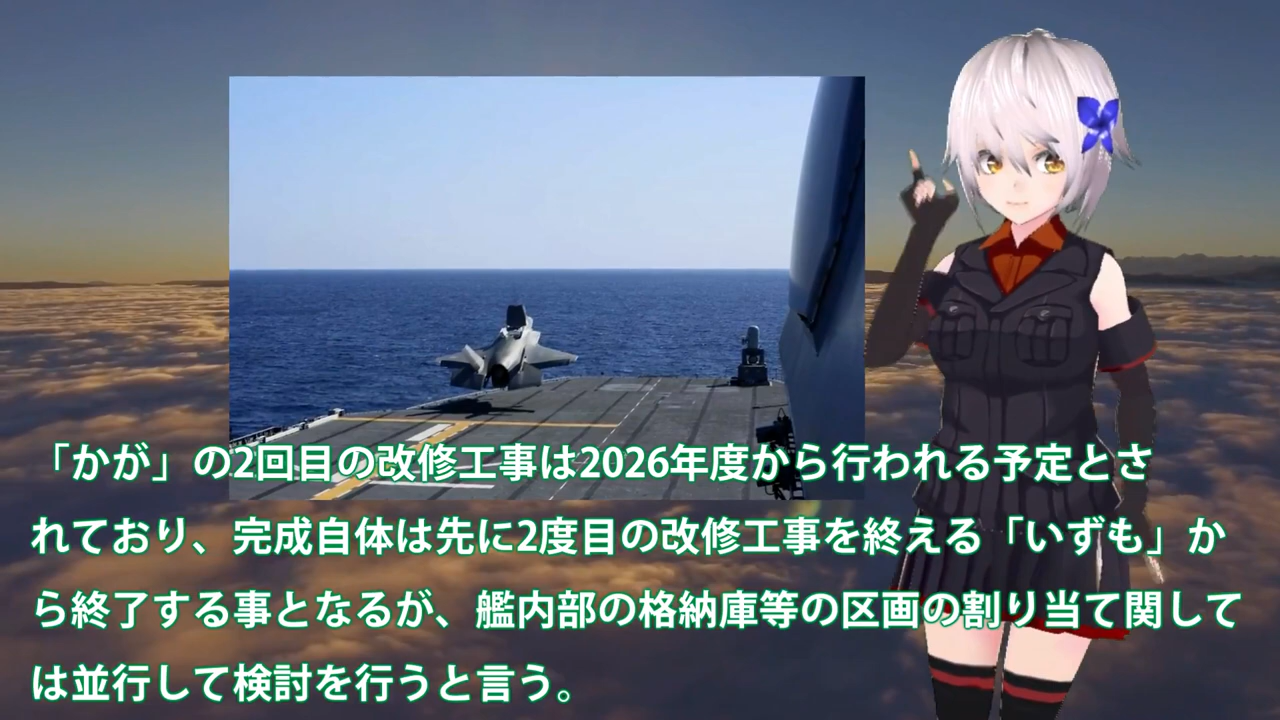 「かが」の2回目の改修工事は2026年度から行われる予定とさ
れており、完成自体は先に2度目の改修工事を終える「いずも」か
ら終了する事となるが、艦内部の格納庫等の区画の割り当て関して
は並行して検討を行うと言う。